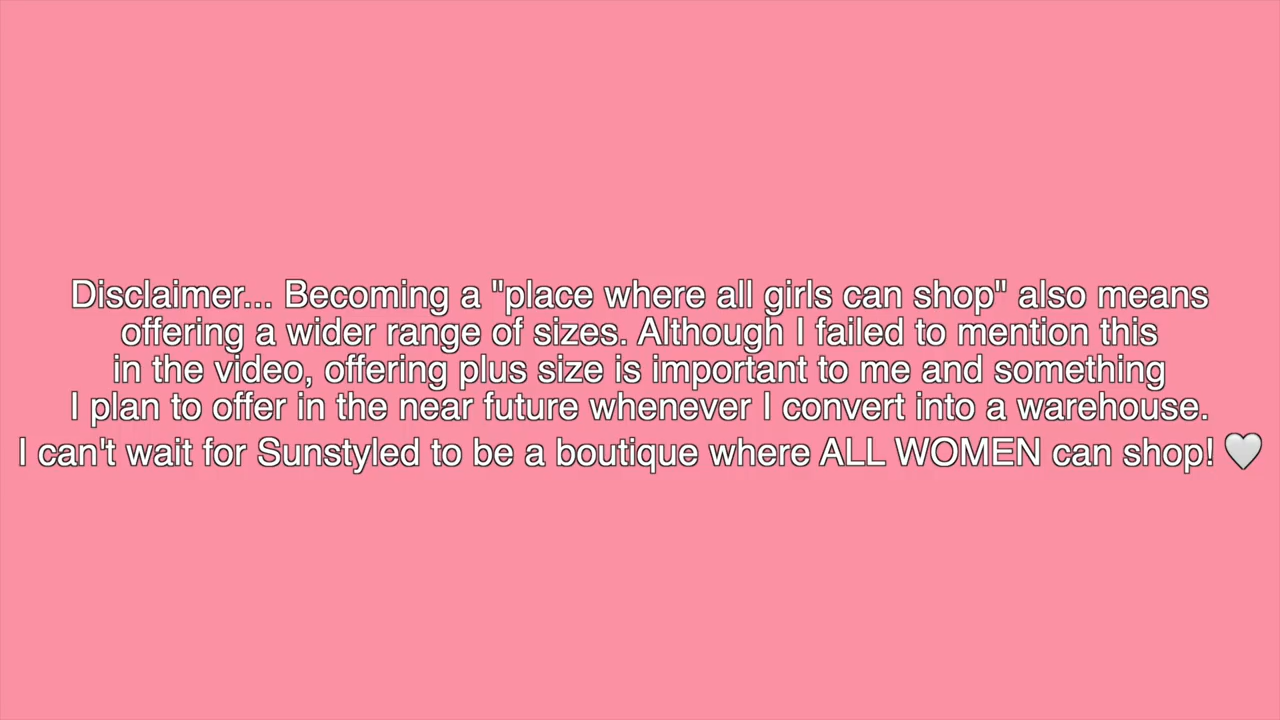 Disclaimer... Becoming a "place where all girls can shop" also means
offering a wider range of sizes. Although I failed to mention this
in the video, offering plus size is important to me and something
I plan to offer in the near future whenever I convert into a warehouse.
I can't wait for Sunstyled to be a boutique where ALL WOMEN can shop! 🤍